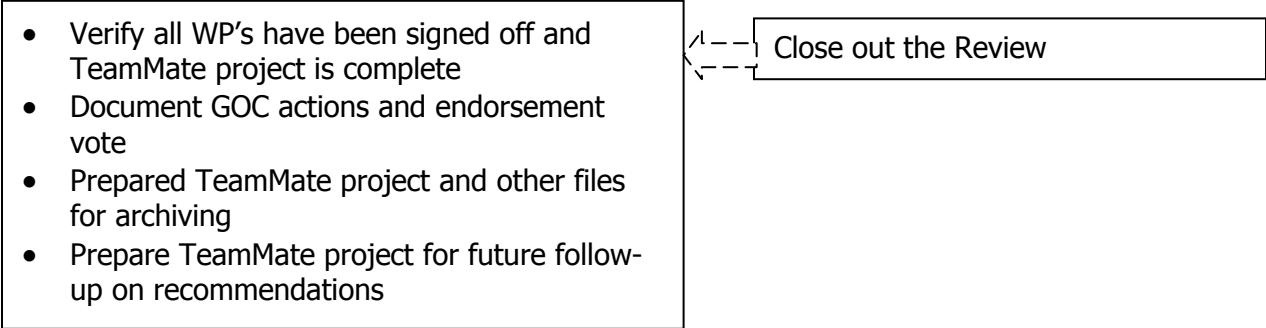 • Verify all WP's have been signed off and
TeamMate project is complete
• Document GOC actions and endorsement
vote
• Prepared TeamMate project and other files
for archiving
• Prepare TeamMate project for future follow-
up on recommendations
Close out the Review